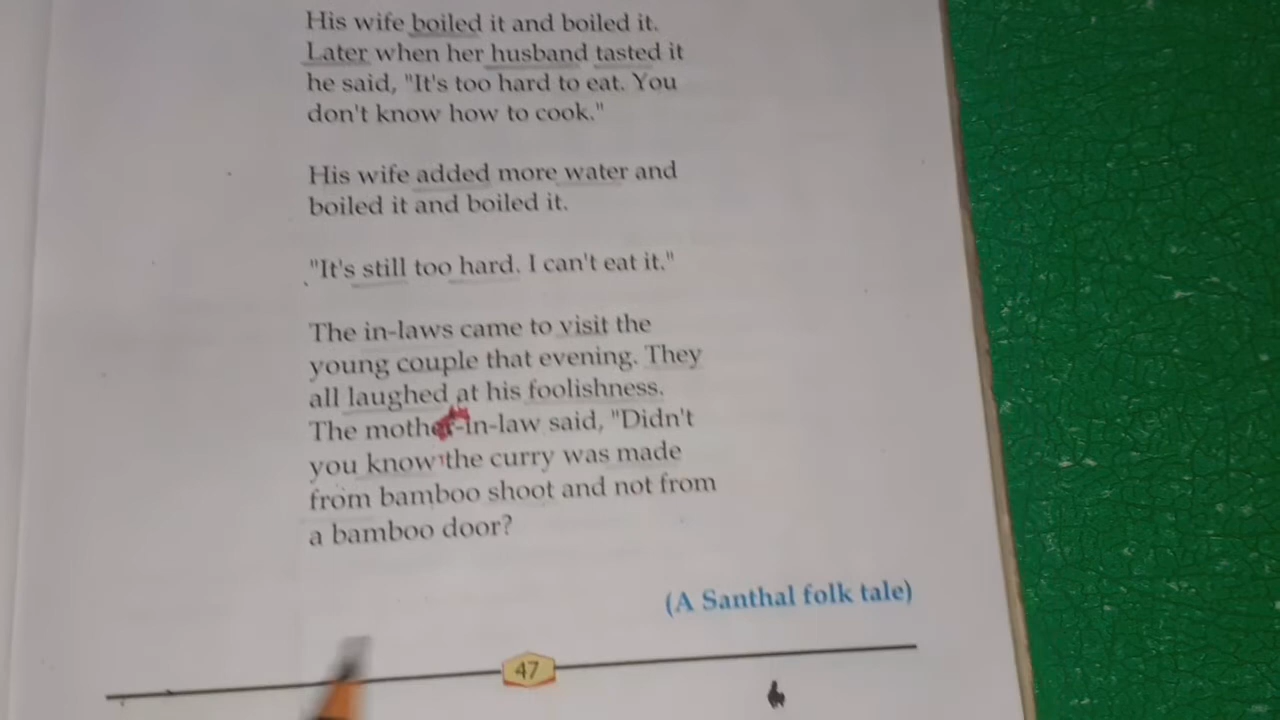 His wife boiled it and boiled it.
Later when her husband tasted it
he said, "It's too hard to eat. You
don't know how to cook."
His wife added more water and
boiled it and boiled it.
"It's still too hard. I can't eat it."
The in-laws came to visit the
young couple that evening. They
all laughed at his foolishness.
The mother-in-law said, "Didn't
you know the curry was made
from bamboo shoot and not from
a bamboo door?
(A Santhal folk tale)
47